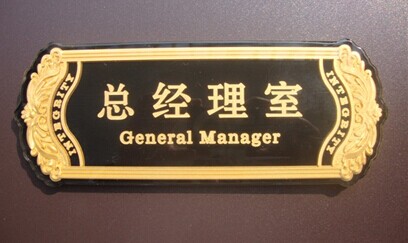 INTEGRITY
总经理室
General Manager
INTEGRITY